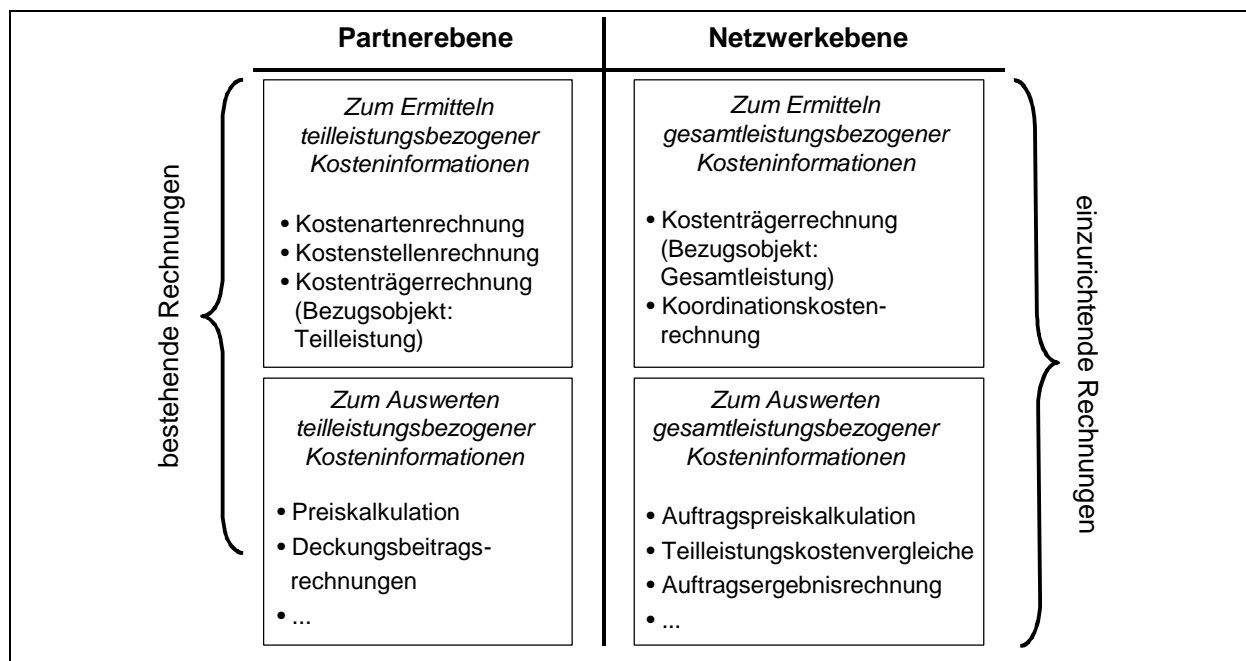 Partnerebene
Netzwerkebene
bestehende Rechnungen
Zum Ermitteln
teilleistungsbezogener
Kosteninformationen
• Kostenartenrechnung
• Kostenstellenrechnung
• Kostenträgerrechnung
(Bezugsobjekt:
Teilleistung)
Zum Auswerten
teilleistungsbezogener
Kosteninformationen
• Preiskalkulation
• Deckungsbeitrags-
rechnungen
• ...
Zum Ermitteln
gesamtleistungsbezogener
Kosteninformationen
• Kostenträgerrechnung
(Bezugsobjekt:
Gesamtleistung)
• Koordinationskosten-
rechnung
Zum Auswerten
gesamtleistungsbezogener
Kosteninformationen
• Auftragspreiskalkulation
• Teilleistungskostenvergleiche
• Auftragsergebnisrechnung
• ...
einzurichtende Rechnungen